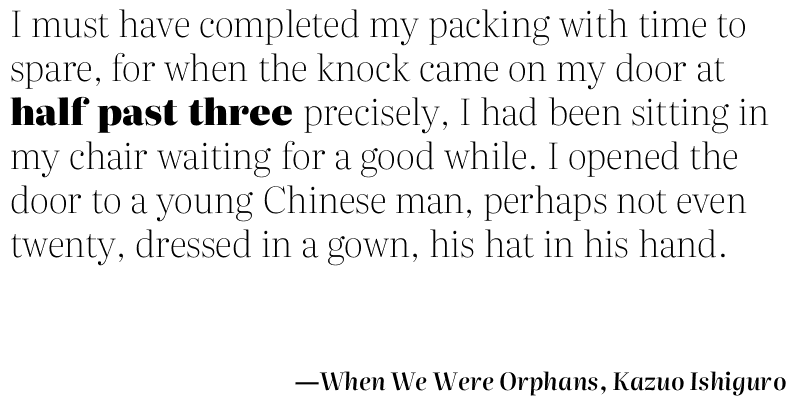 I must have completed my packing with time to
spare, for when the knock came on my door at
half past three precisely, I had been sitting in
my chair waiting for a good while. I opened the
door to a young Chinese man, perhaps not even
twenty, dressed in a gown, his hat in his hand.
—When We Were Orphans, Kazuo Ishiguro